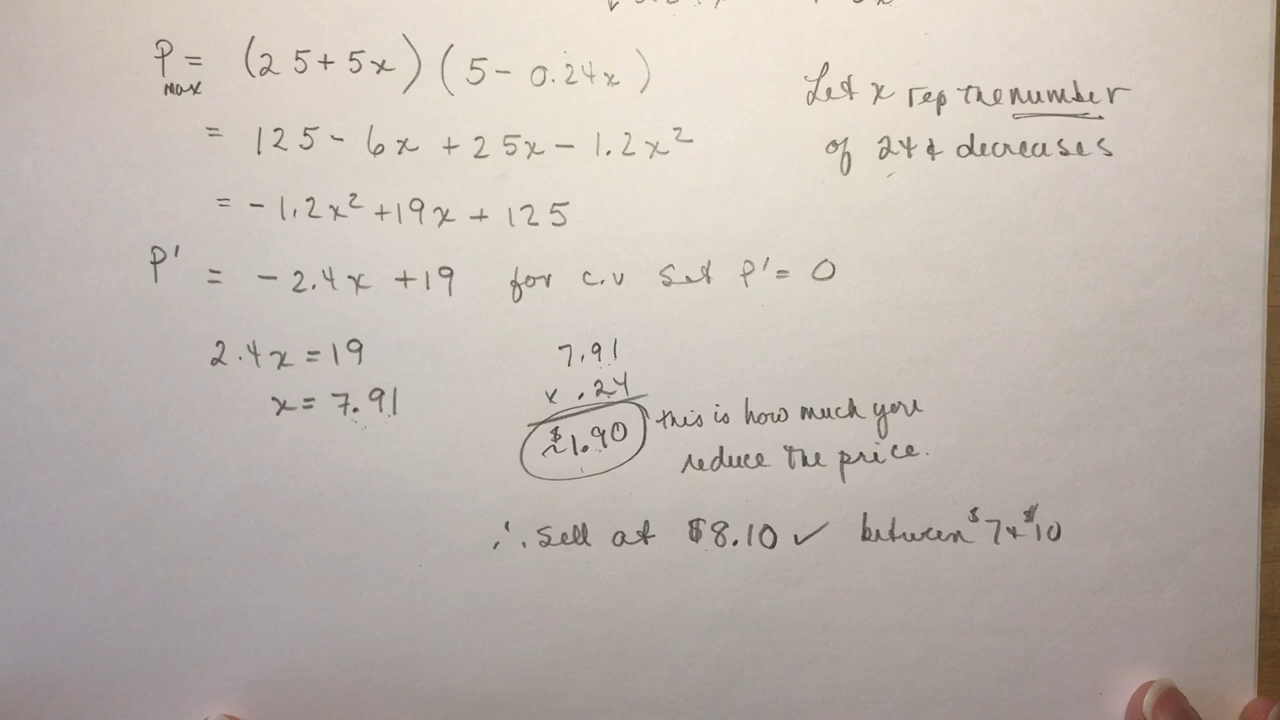 P = (25+5x)(5-0.24x)
max
Let x rep the number
of 24¢ decreases
= 125 - 6x + 25x - 1.2x²
= -1.2x² + 19x + 125
P' = -2.4x + 19 for c.v set P' = 0
2.4x = 19
x = 7.91
7.91
x .24
~$1.90 this is how much you
reduce the price.
∴ sell at $8.10 ✓ between $7 + $10